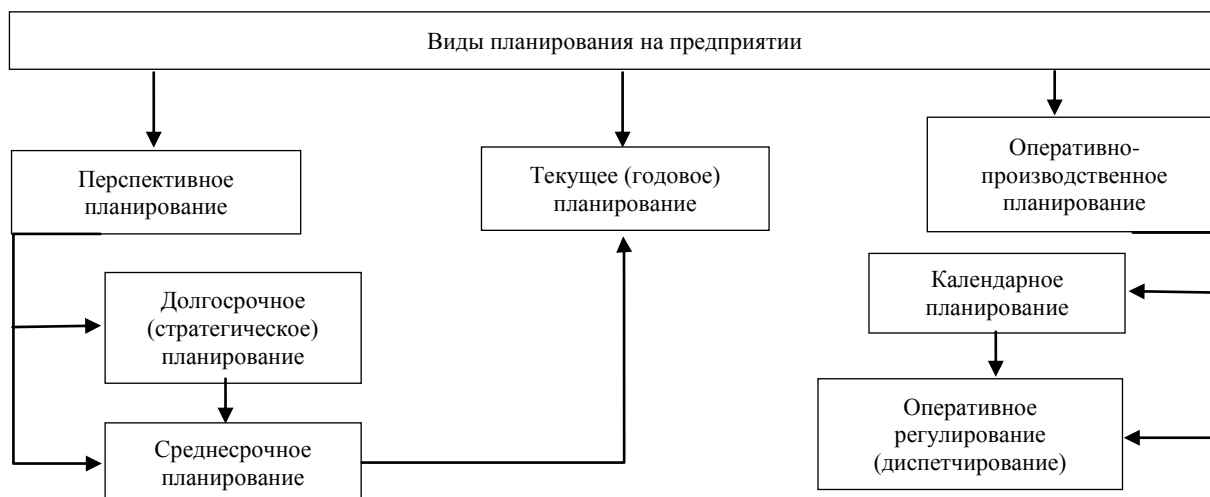 Виды планирования на предприятии
Перспективное
планирование
Текущее (годовое)
планирование
Оперативно-
производственное
планирование
Долгосрочное
(стратегическое)
планирование
Календарное
планирование
Среднесрочное
планирование
Оперативное
регулирование
(диспетчирование)